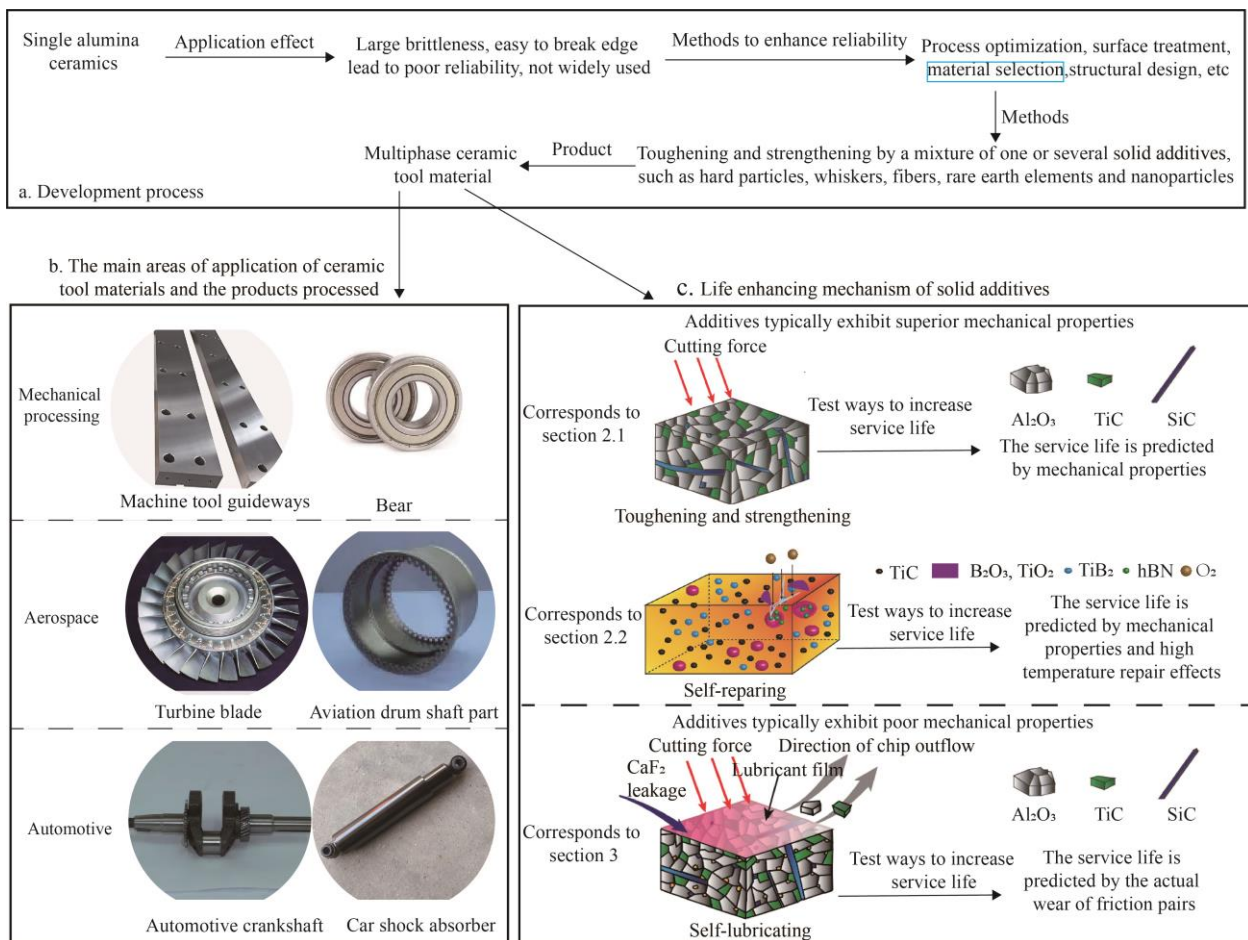 Single alumina
ceramics
Application effect
Large brittleness, easy to break edge
lead to poor reliability, not widely used
Methods to enhance reliability
Process optimization, surface treatment,
material selection,structural design, etc
Methods
Toughening and strengthening by a mixture of one or several solid additives,
such as hard particles, whiskers, fibers, rare earth elements and nanoparticles
Product
Multiphase ceramic
tool material
a. Development process
b. The main areas of application of ceramic
tool materials and the products processed
Mechanical
processing
Machine tool guideways
Bear
Aerospace
Turbine blade
Aviation drum shaft part
Automotive
Automotive crankshaft
Car shock absorber
c. Life enhancing mechanism of solid additives
Additives typically exhibit superior mechanical properties
Cutting force
Corresponds to
section 2.1
Toughening and strengthening
Test ways to increase
service life
Al₂O₃
TiC
SiC
The service life is predicted
by mechanical properties
Corresponds to
section 2.2
Self-reparing
TiC
B₂O₃, TiO₂
TiB₂
hBN
O₂
Test ways to increase
service life
The service life is
predicted by mechanical
properties and high
temperature repair effects
Additives typically exhibit poor mechanical properties
Cutting force
Direction of chip outflow
CaF₂
leakage
Lubricant film
Corresponds to
section 3
Self-lubricating
Al₂O₃
TiC
SiC
Test ways to increase
service life
The service life is
predicted by the actual
wear of friction pairs